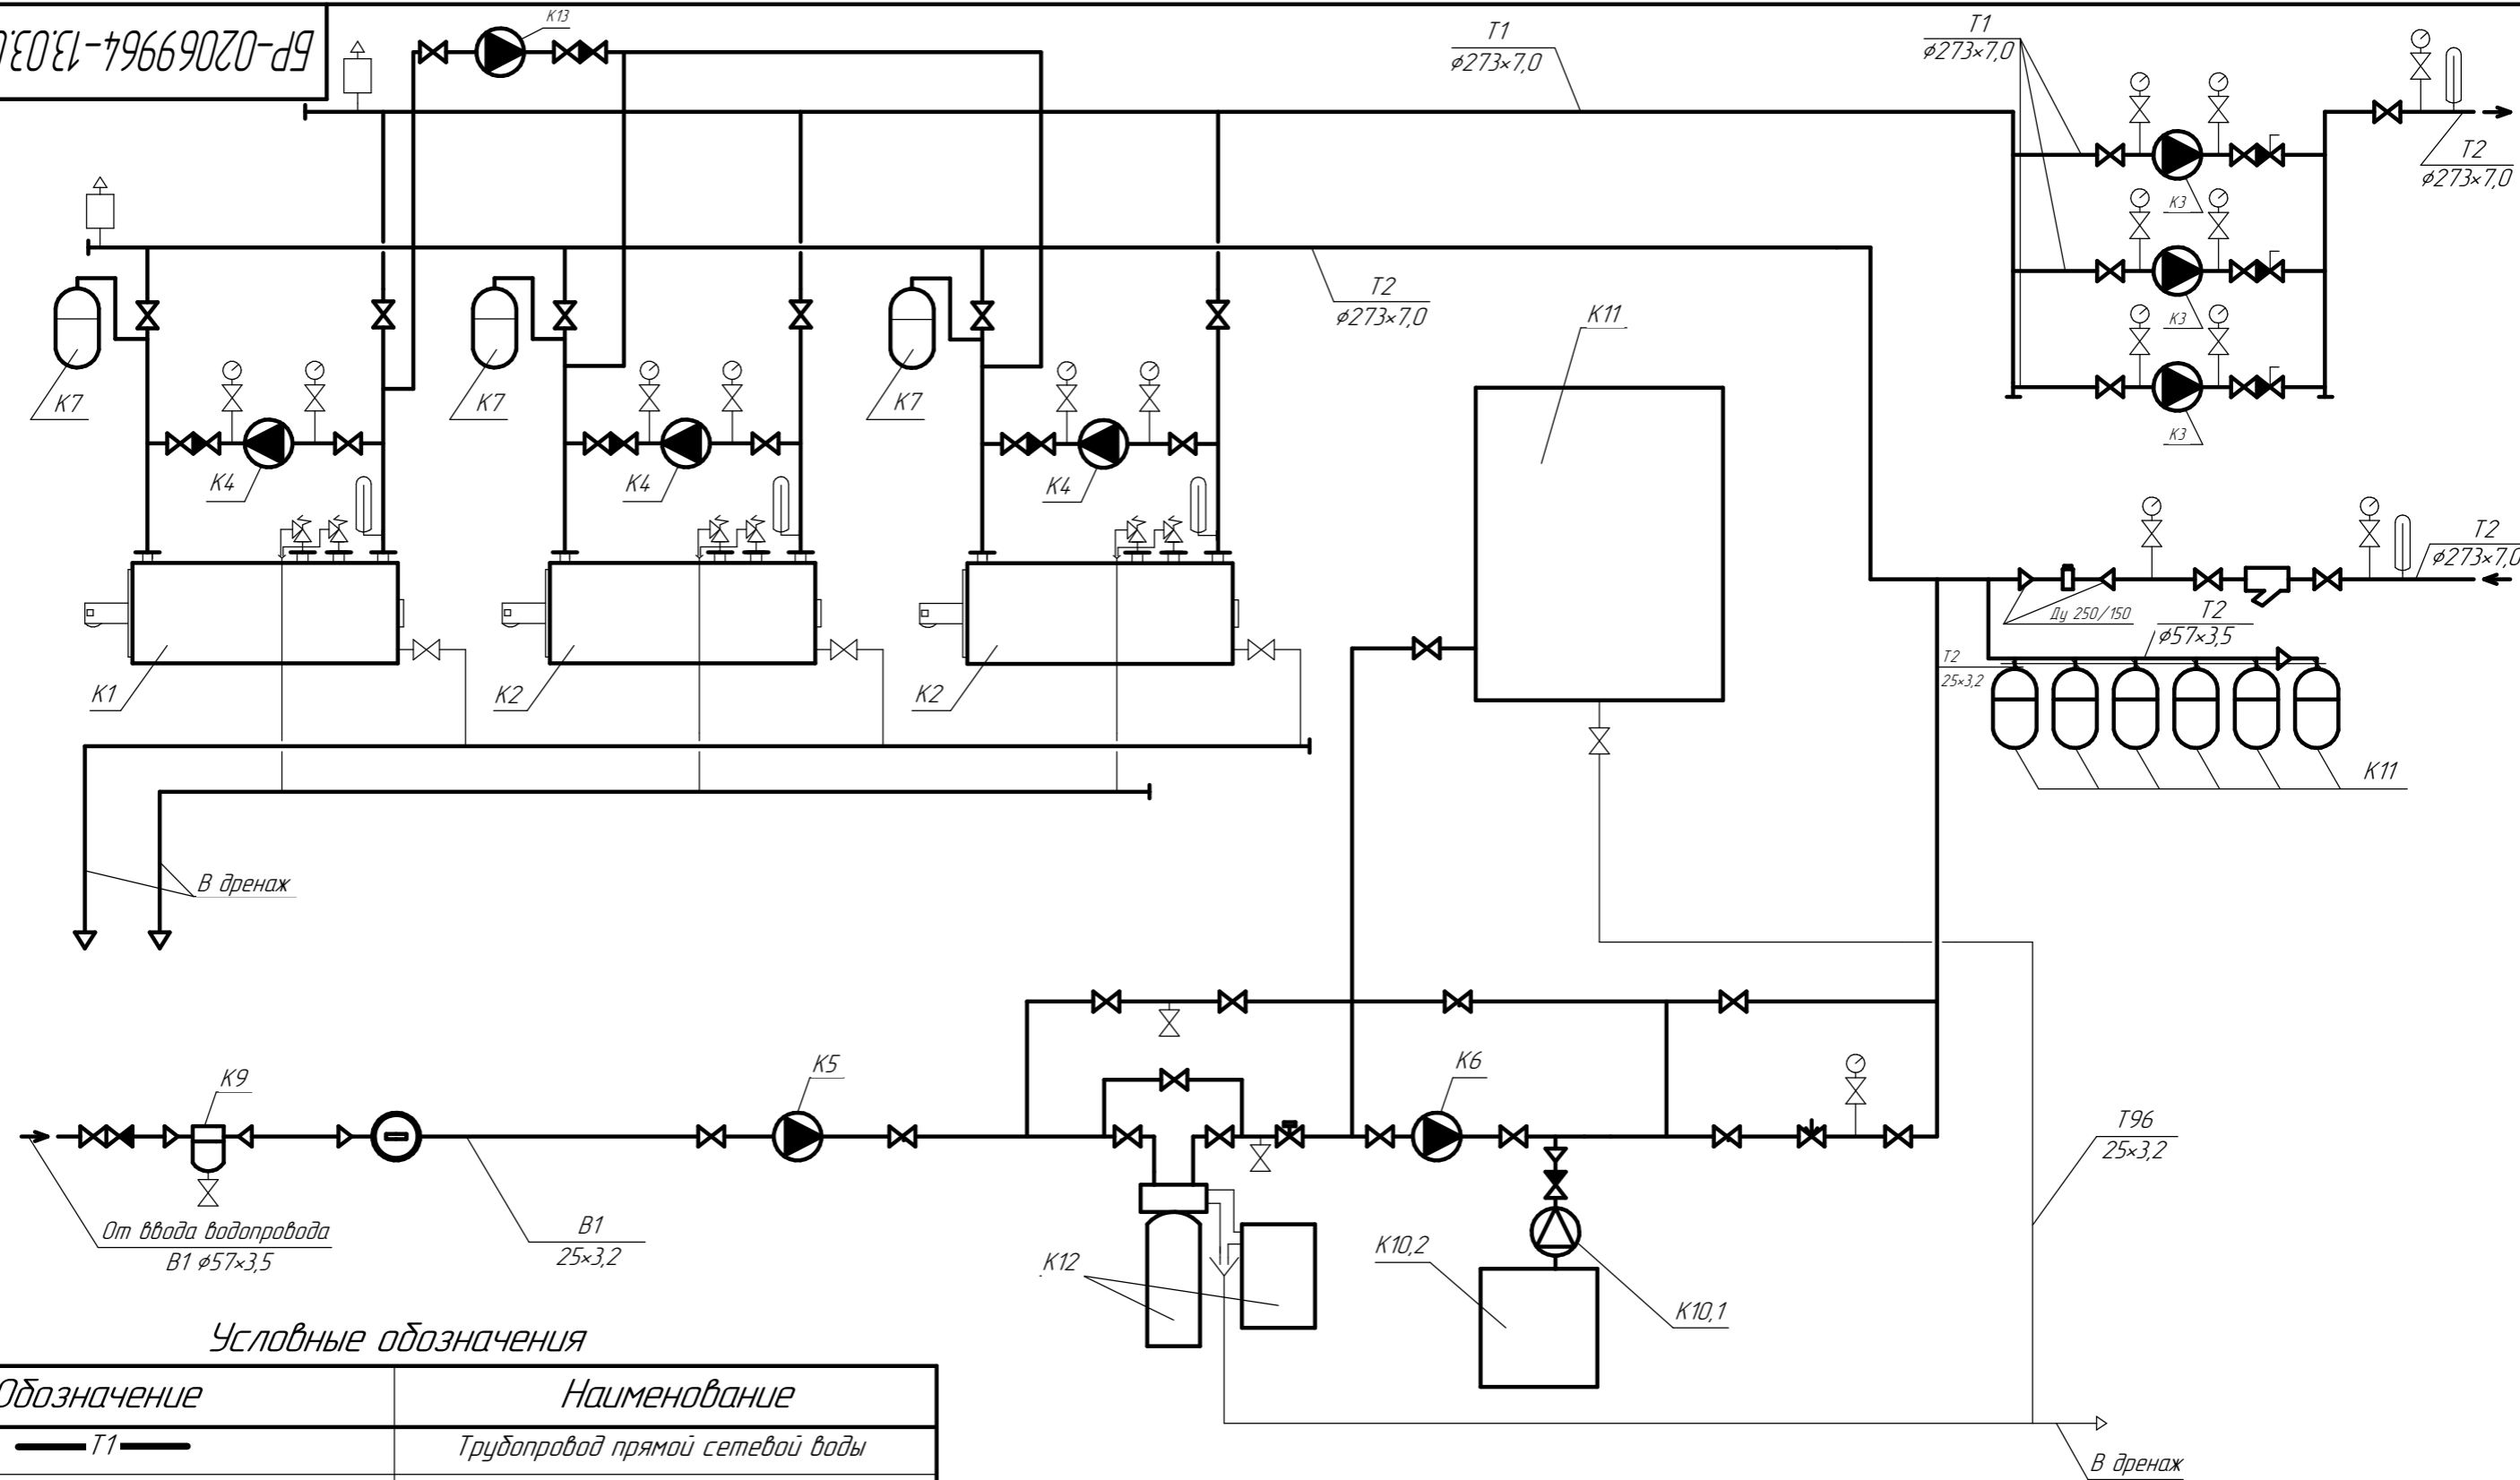 БР-02069964-13.03.0
К13
Т1
⌀273×7,0
Т1
⌀273×7,0
Т2
⌀273×7,0
К3
К3
К3
Т2
⌀273×7,0
К11
К7
К7
К7
К4
К4
К4
Т2
⌀273×7,0
Ду 250/150
Т2
⌀57×3,5
Т2
25×3,2
К1
К2
К2
К11
В дренаж
К9
К5
К6
Т96
25×3,2
От ввода водопровода
В1 ⌀57×3,5
В1
25×3,2
К12
К10,2
К10,1
Условные обозначения
Обозначение
Наименование
Т1
Трубопровод прямой сетевой воды
В дренаж